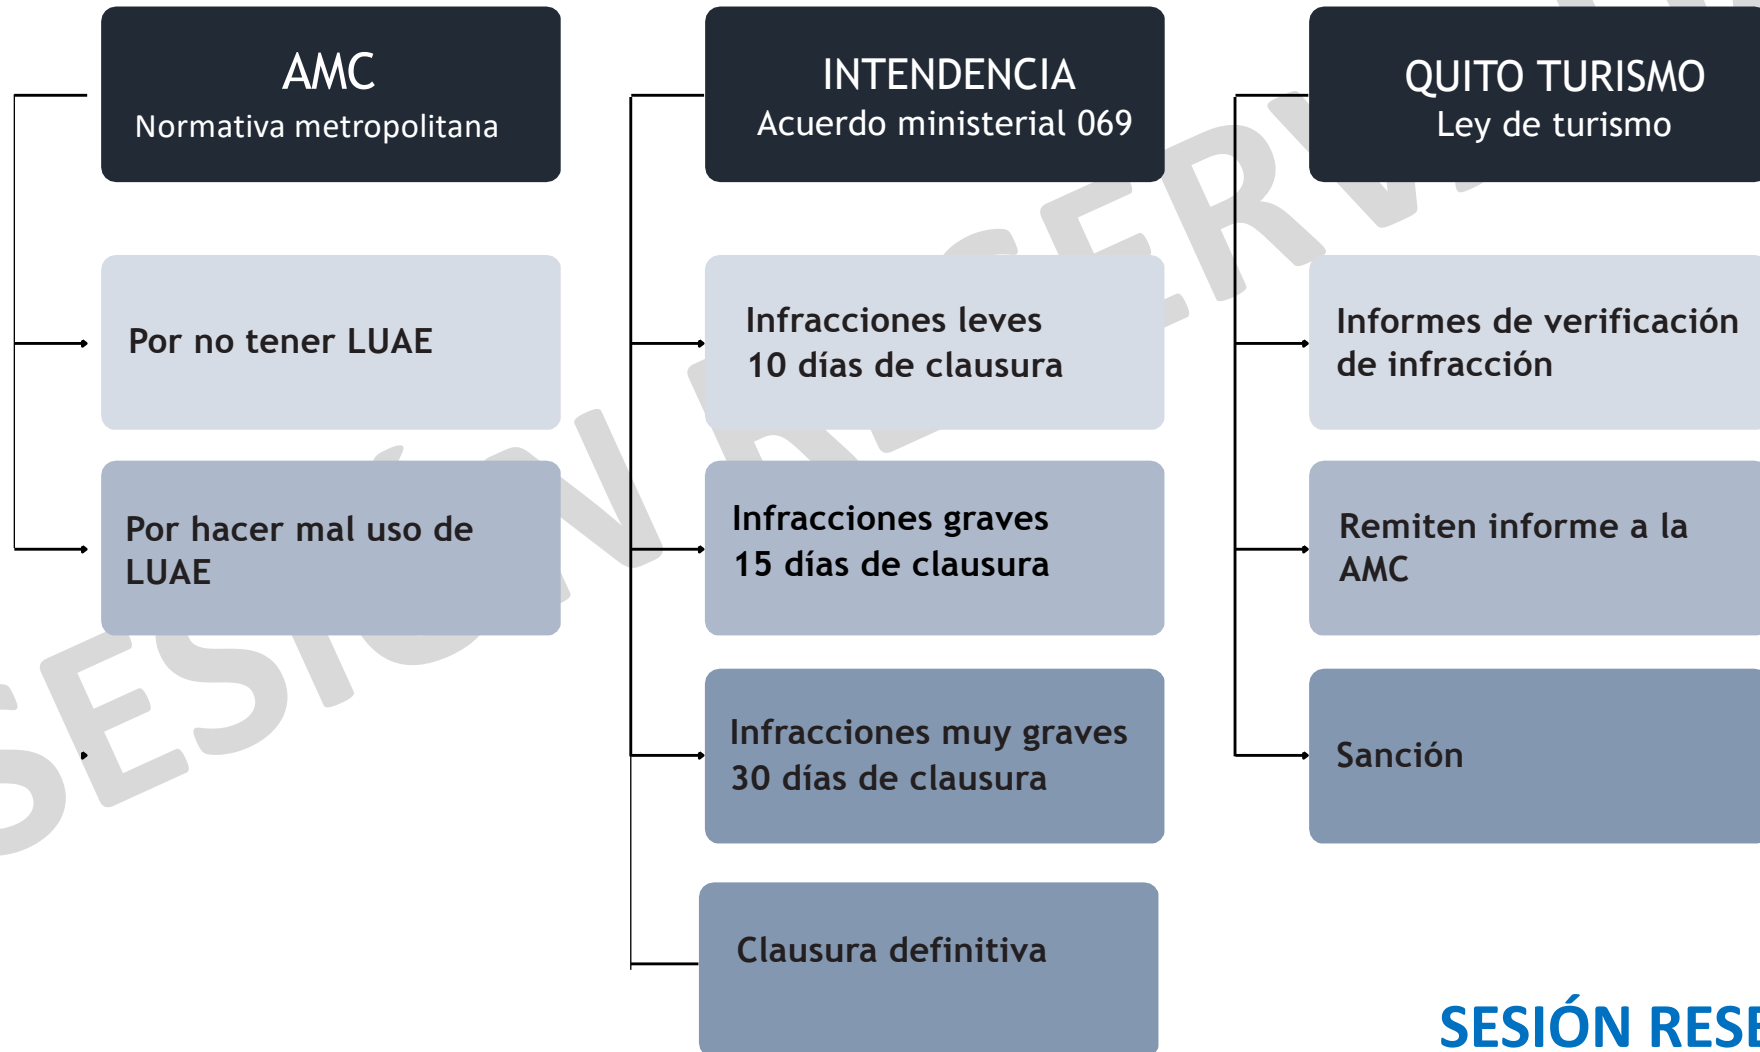 AMC
Normativa metropolitana
Por no tener LUAE
Por hacer mal uso de
LUAE
INTENDENCIA
Acuerdo ministerial 069
Infracciones leves
10 días de clausura
Infracciones graves
15 días de clausura
Infracciones muy graves
30 días de clausura
Clausura definitiva
QUITO TURISMO
Ley de turismo
Informes de verificación
de infracción
Remiten informe a la
AMC
Sanción
SESIÓN
SESIÓN